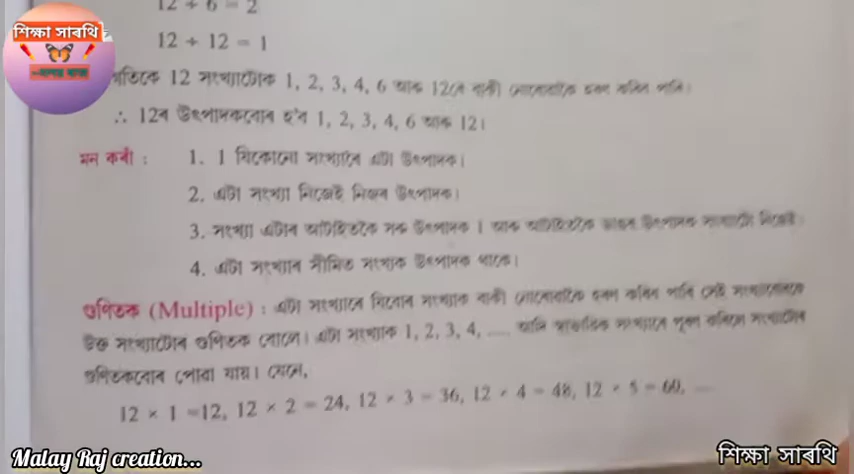 12 ÷ 6 = 2
শিক্ষা সাৰথি
12 ÷ 12 = 1
12 সংখ্যাটোক 1, 2, 3, 4, 6 আৰু 12ৰে বাকী নোহোৱাকৈ হৰণ কৰিব পাৰি।
∴ 12ৰ উৎপাদকবোৰ হ'ব 1, 2, 3, 4, 6 আৰু 12।
মন কৰা : 1. 1 যিকোনো সংখ্যাৰে এটা উৎপাদক।
2. এটা সংখ্যা নিজেই নিজৰ উৎপাদক।
3. সংখ্যা এটাৰ আটাইতকৈ সৰু উৎপাদক 1 আৰু আটাইতকৈ ডাঙৰ উৎপাদক সংখ্যাটো নিজেই।
4. এটা সংখ্যাৰ সীমিত সংখ্যক উৎপাদক থাকে।
গুণিতক (Multiple) : এটা সংখ্যাৰে যিবোৰ সংখ্যাক বাকী নোহোৱাকৈ হৰণ কৰিব পাৰি সেই সংখ্যাবোৰক
উক্ত সংখ্যাটোৰ গুণিতক বোলে। এটা সংখ্যাক 1, 2, 3, 4, .... আদি স্বাভাৱিক সংখ্যাৰে পূৰণ কৰিলে সংখ্যাটোৰ
গুণিতকবোৰ পোৱা যায়। যেনে,
12 × 1 =12, 12 × 2 = 24, 12 × 3 = 36, 12 × 4 = 48, 12 × 5 = 60, ....
Malay Raj creation...
শিক্ষা সাৰথি